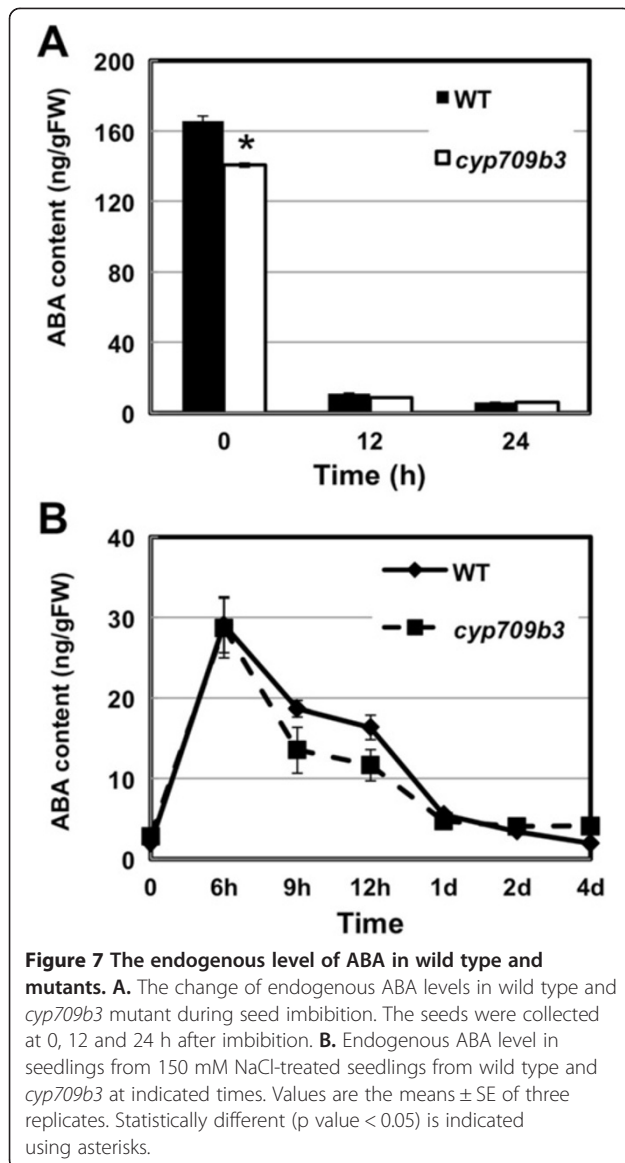 A
200
160
120
80
40
0
ABA content (ng/gFW)
WT
cyp709b3
*
0 12 24
Time (h)
B
40
30
20
10
0
ABA content (ng/gFW)
WT
cyp709b3
0 6h 9h 12h 1d 2d 4d
Time
Figure 7 The endogenous level of ABA in wild type and
mutants. A. The change of endogenous ABA levels in wild type and
cyp709b3 mutant during seed imbibition. The seeds were collected
at 0, 12 and 24 h after imbibition. B. Endogenous ABA level in
seedlings from 150 mM NaCl-treated seedlings from wild type and
cyp709b3 at indicated times. Values are the means ± SE of three
replicates. Statistically different (p value < 0.05) is indicated
using asterisks.